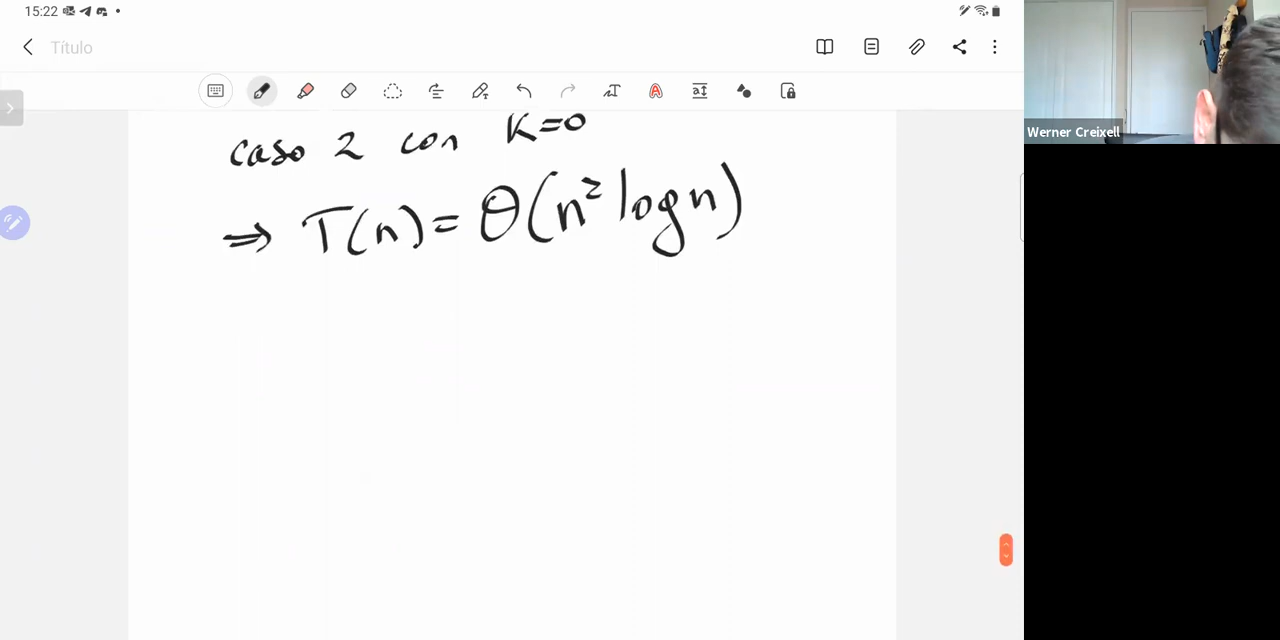 15:22
Título
Werner Creixell
caso 2 con K=0
⇒ T(n) = Θ(n² log n)